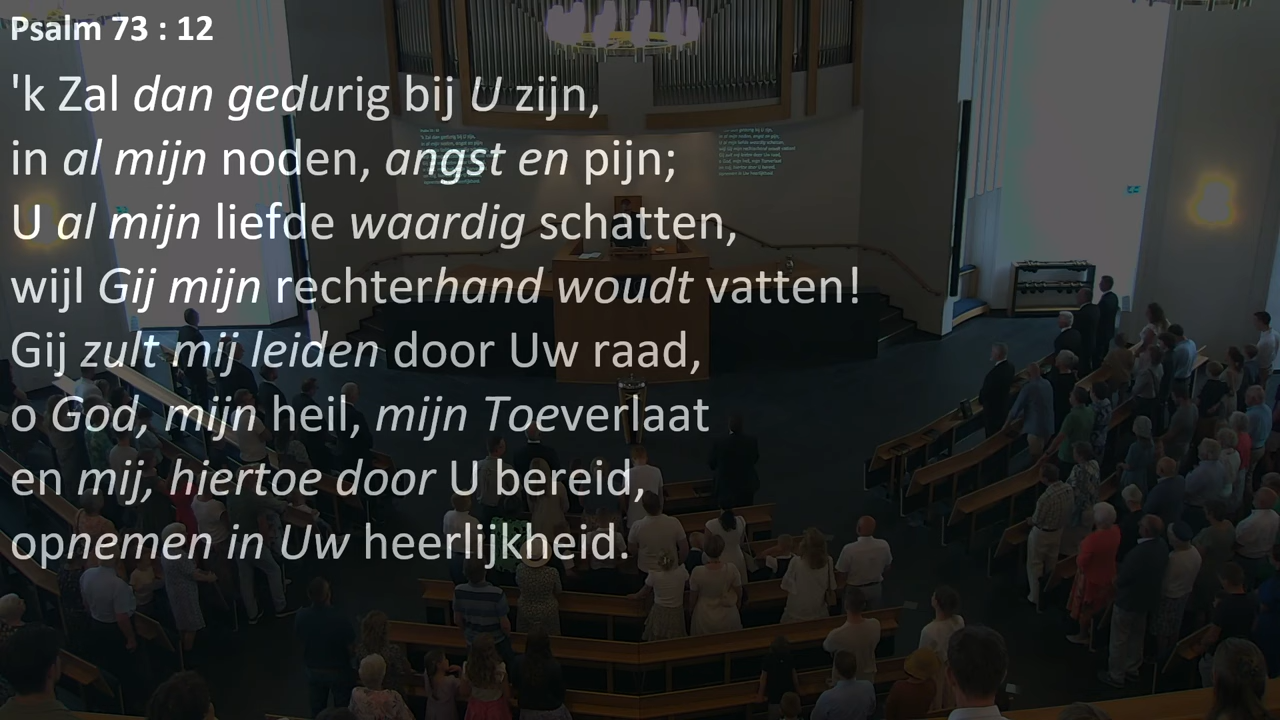 Psalm 73 : 12
'k Zal dan gedurig bij U zijn,
in al mijn noden, angst en pijn;
U al mijn liefde waardig schatten,
wijl Gij mijn rechterhand woudt vatten!
Gij zult mij leiden door Uw raad,
o God, mijn heil, mijn Toeverlaat
en mij, hiertoe door U bereid,
opnemen in Uw heerlijkheid.